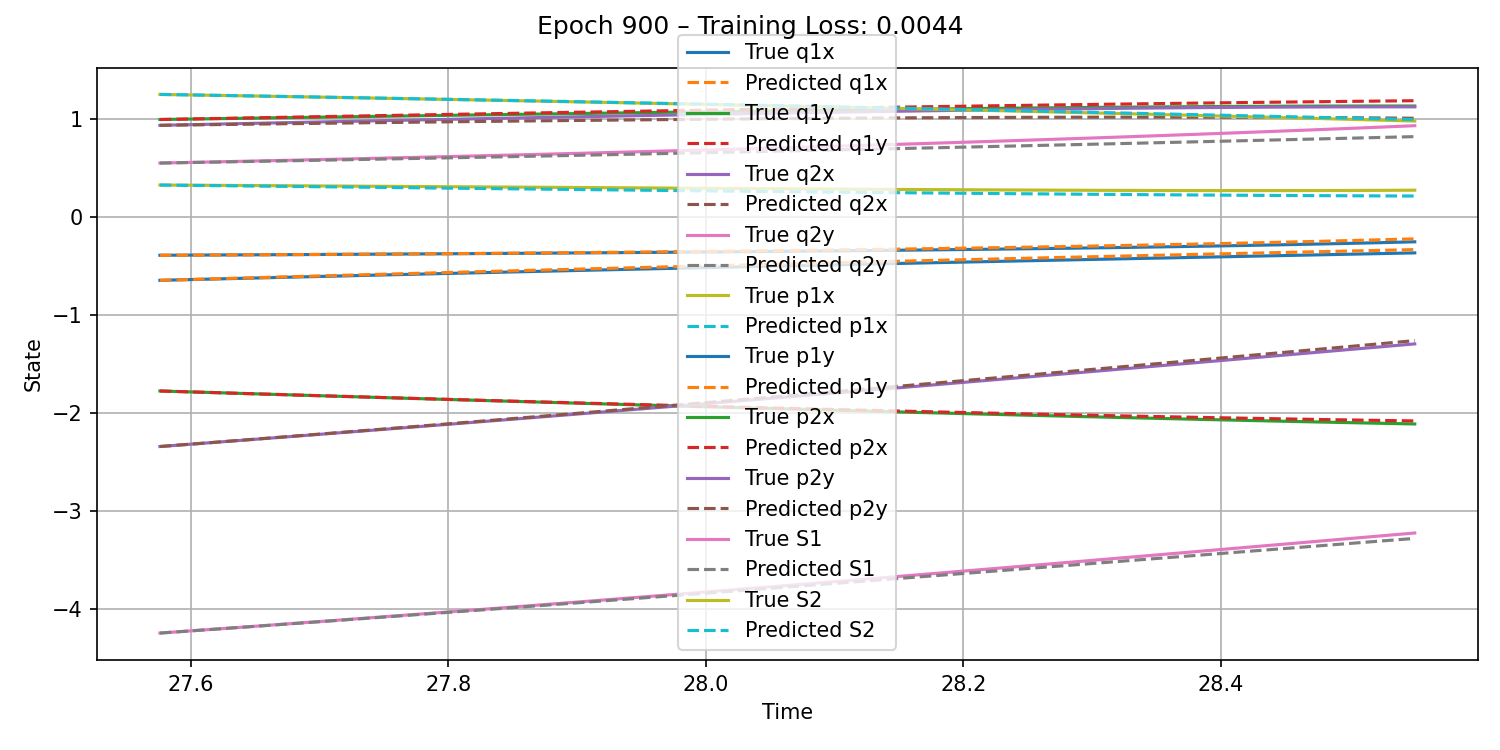 Epoch 900 – Training Loss: 0.0044
True q1x
Predicted q1x
True q1y
Predicted q1y
True q2x
Predicted q2x
True q2y
Predicted q2y
True p1x
Predicted p1x
True p1y
Predicted p1y
True p2x
Predicted p2x
True p2y
Predicted p2y
True S1
Predicted S1
True S2
Predicted S2
1
0
−1
−2
−3
−4
State
27.6
27.8
28.0
28.2
28.4
Time